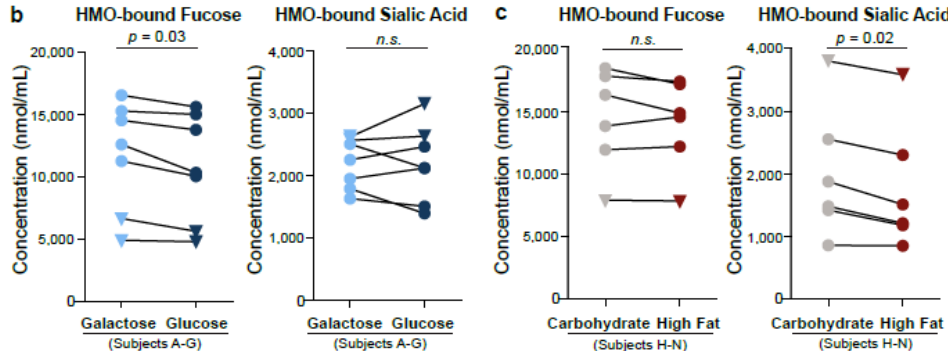 b
HMO-bound Fucose
p = 0.03
Concentration (nmol/mL)
20,000
15,000
10,000
5,000
0
Galactose Glucose
(Subjects A-G)
HMO-bound Sialic Acid
n.s.
Concentration (nmol/mL)
4,000
3,000
2,000
1,000
0
Galactose Glucose
(Subjects A-G)
c
HMO-bound Fucose
n.s.
Concentration (nmol/mL)
20,000
15,000
10,000
5,000
0
Carbohydrate High Fat
(Subjects H-N)
HMO-bound Sialic Acid
p = 0.02
Concentration (nmol/mL)
4,000
3,000
2,000
1,000
0
Carbohydrate High Fat
(Subjects H-N)